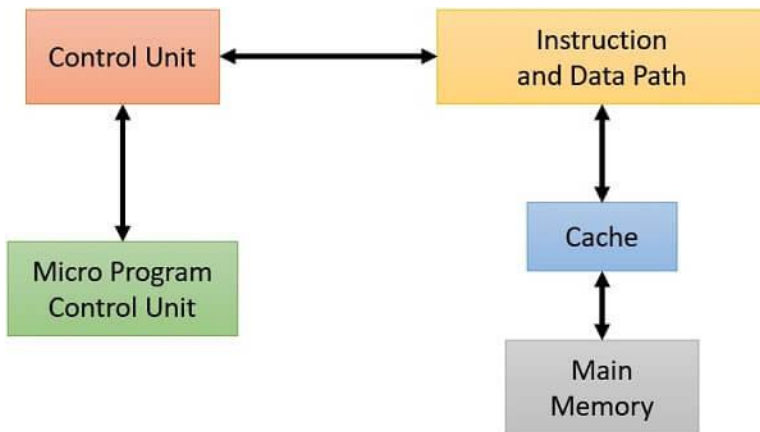 Control Unit
Instruction
and Data Path
Cache
Micro Program
Control Unit
Main
Memory